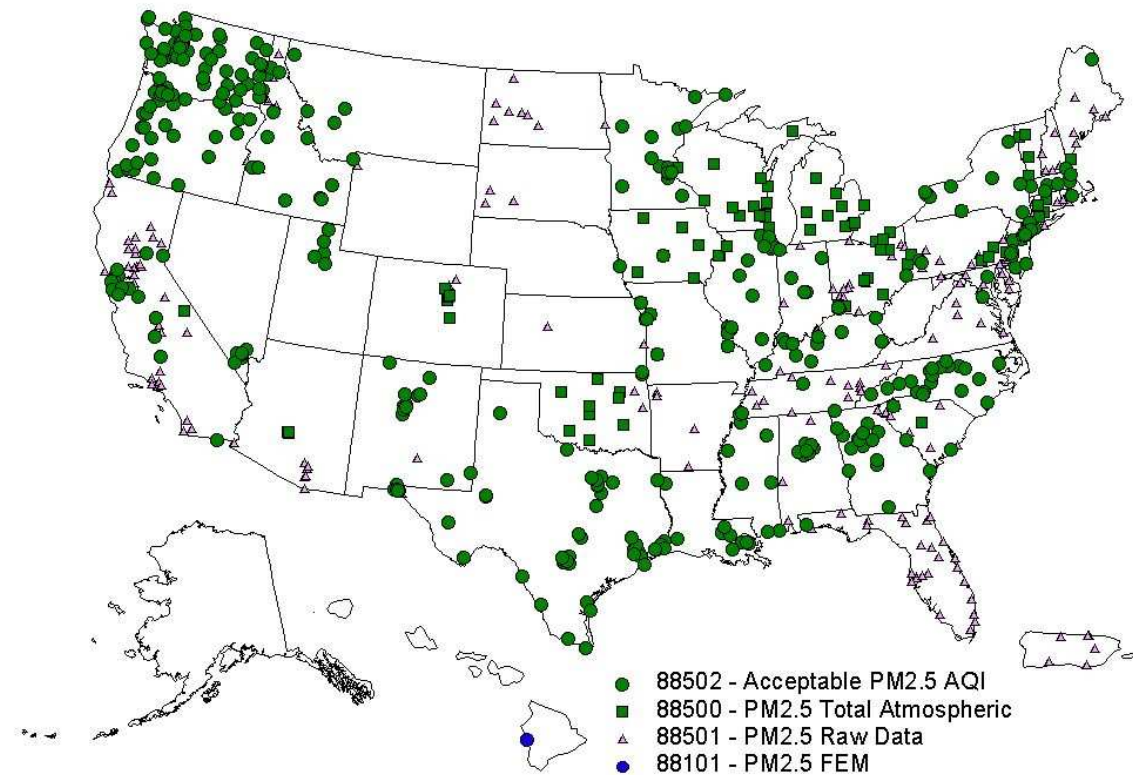 88502 - Acceptable PM2.5 AQI
88500 - PM2.5 Total Atmospheric
88501 - PM2.5 Raw Data
88101 - PM2.5 FEM